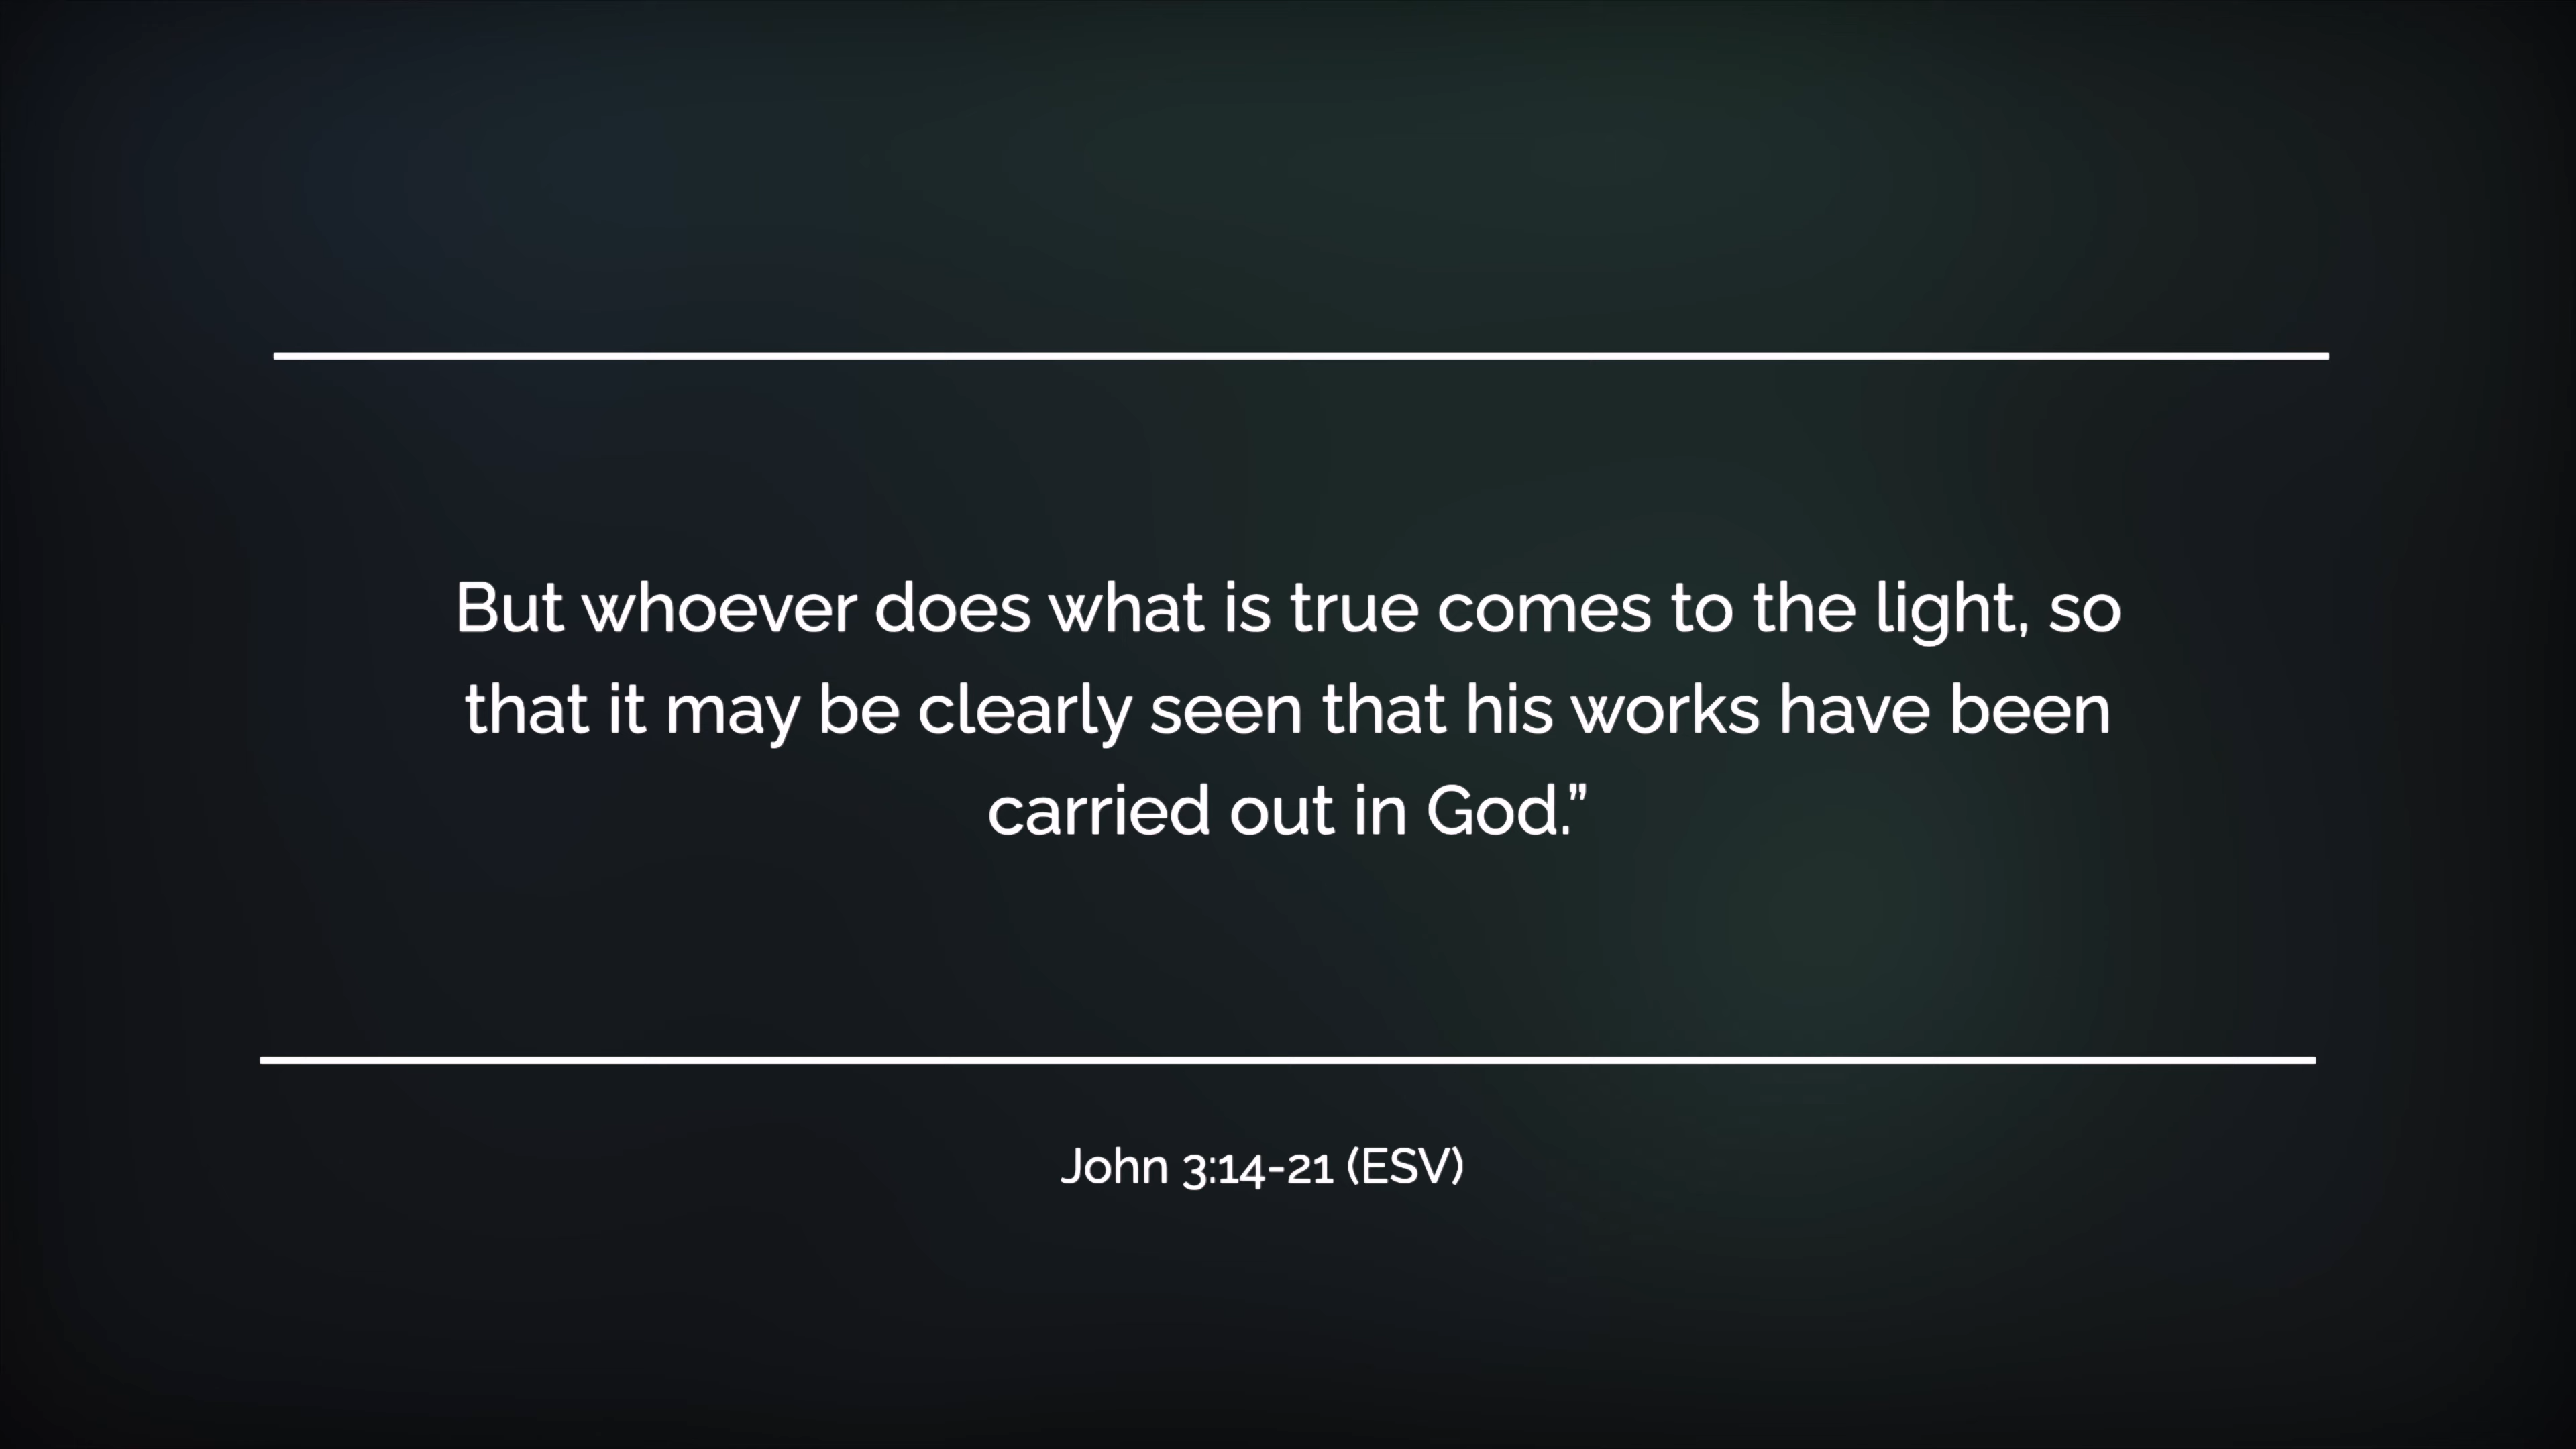 But whoever does what is true comes to the light, so
that it may be clearly seen that his works have been
carried out in God.”
John 3:14-21 (ESV)